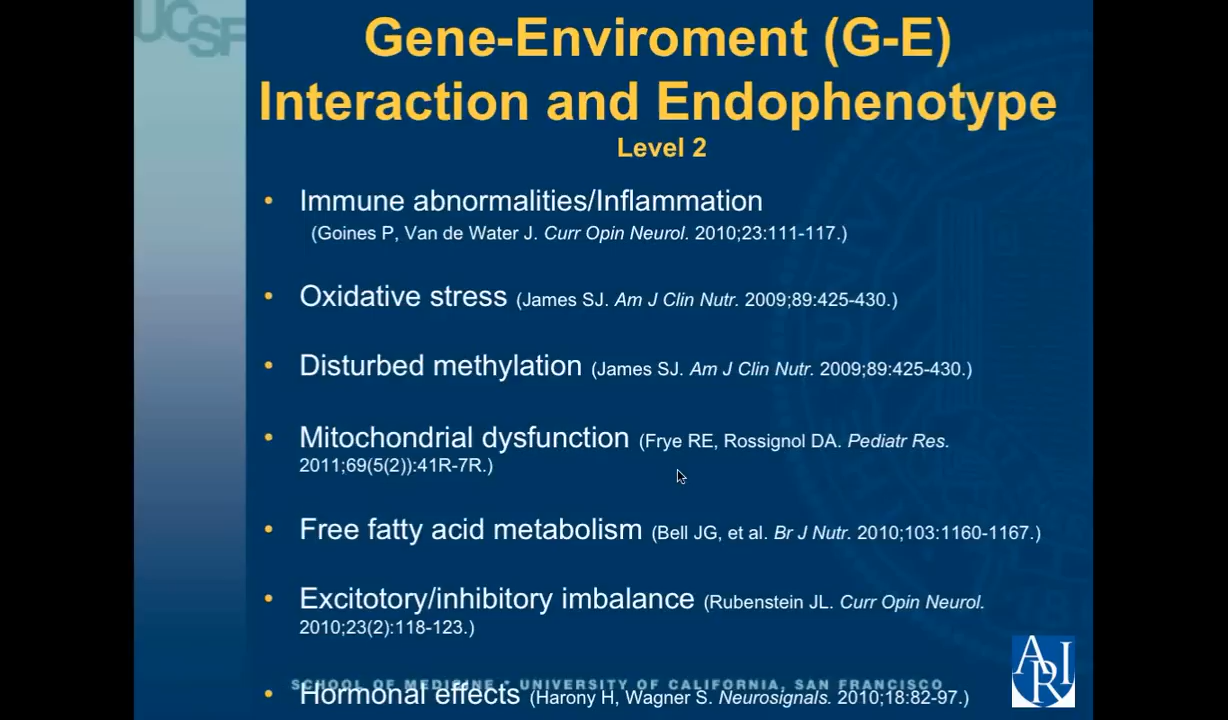 UCSF
Gene-Enviroment (G-E)
Interaction and Endophenotype
Level 2
• Immune abnormalities/Inflammation
(Goines P, Van de Water J. Curr Opin Neurol. 2010;23:111-117.)
• Oxidative stress (James SJ. Am J Clin Nutr. 2009;89:425-430.)
• Disturbed methylation (James SJ. Am J Clin Nutr. 2009;89:425-430.)
• Mitochondrial dysfunction (Frye RE, Rossignol DA. Pediatr Res.
2011;69(5(2)):41R-7R.)
• Free fatty acid metabolism (Bell JG, et al. Br J Nutr. 2010;103:1160-1167.)
• Excitotory/inhibitory imbalance (Rubenstein JL. Curr Opin Neurol.
2010;23(2):118-123.)
SCHOOL OF MEDICINE • UNIVERSITY OF CALIFORNIA, SAN FRANCISCO
• Hormonal effects (Harony H, Wagner S. Neurosignals. 2010;18:82-97.)
ARI